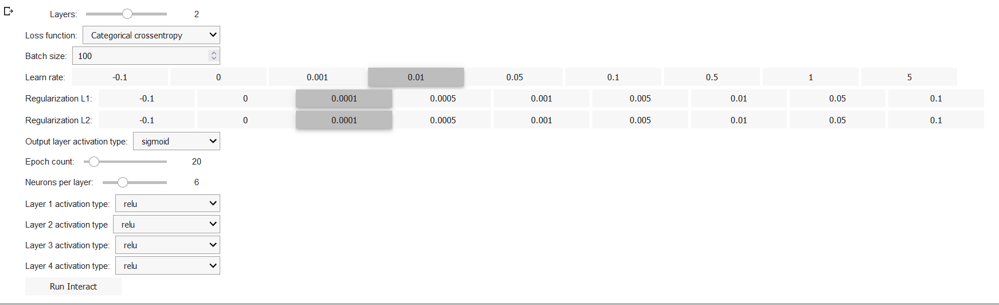 Layers: 2
Loss function: Categorical crossentropy
Batch size: 100
Learn rate: -0.1 0 0.001 0.01 0.05 0.1 0.5 1 5
Regularization L1: -0.1 0 0.0001 0.0005 0.001 0.005 0.01 0.05 0.1
Regularization L2: -0.1 0 0.0001 0.0005 0.001 0.005 0.01 0.05 0.1
Output layer activation type: sigmoid
Epoch count: 20
Neurons per layer: 6
Layer 1 activation type: relu
Layer 2 activation type relu
Layer 3 activation type: relu
Layer 4 activation type: relu
Run Interact